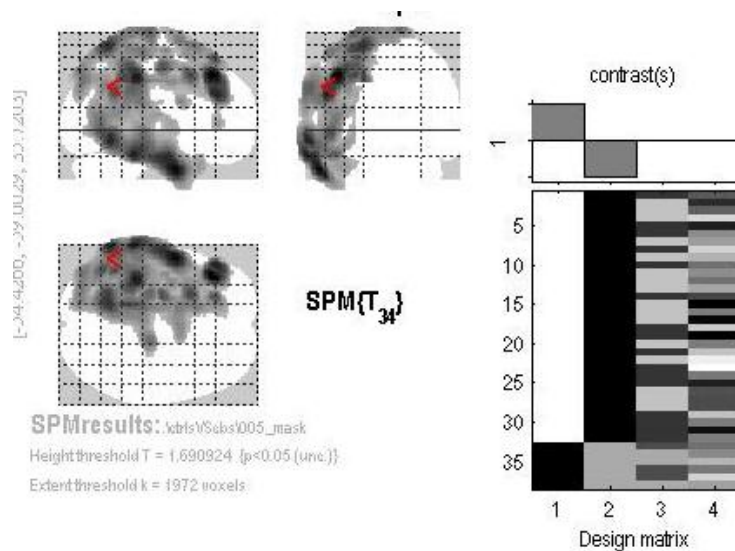 contrast(s)
1
SPM{T34}
SPMresults: .\ctrls\VScbs\005_mask
Height threshold T = 1.690924 {p<0.05 (unc.)}
Extent threshold k = 1972 voxels
5
10
15
20
25
30
35
1 2 3 4
Design matrix